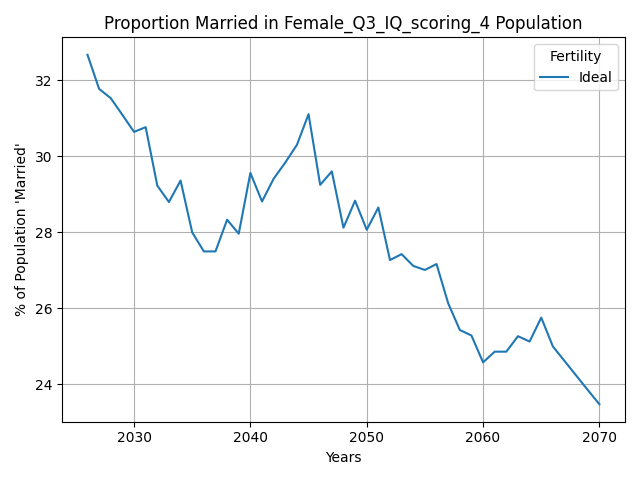 Proportion Married in Female_Q3_IQ_scoring_4 Population
Fertility
Ideal
% of Population 'Married'
32
30
28
26
24
2030
2040
2050
2060
2070
Years